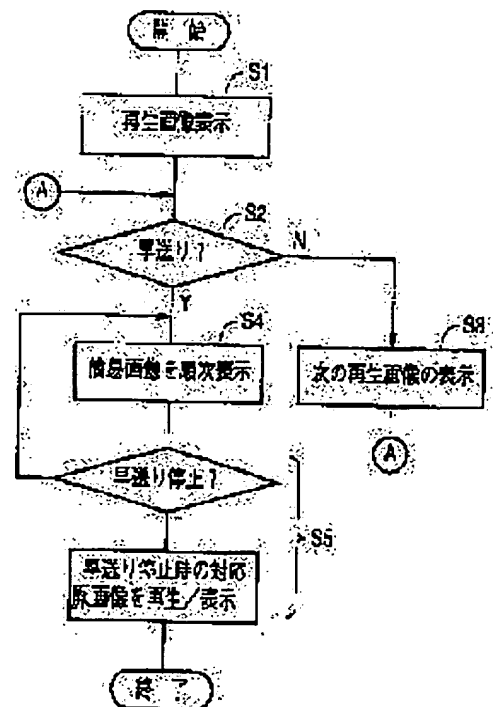 開始
S1
再生画像表示
A
S2
早送り?
N
Y
S4
簡易画像を順次表示
S3
次の再生画像の表示
A
早送り停止?
S5
早送り停止時の対応
原画像を再生/表示
終了